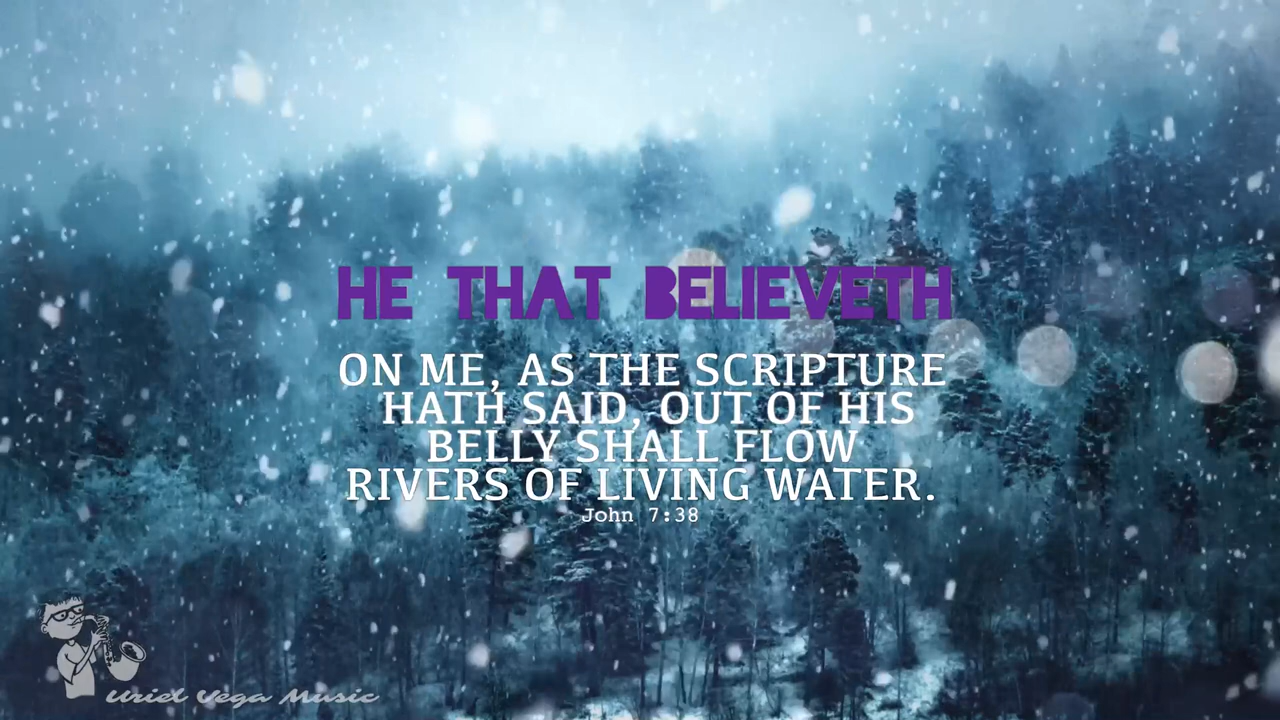 HE THAT BELIEVETH
ON ME, AS THE SCRIPTURE
HATH SAID, OUT OF HIS
BELLY SHALL FLOW
RIVERS OF LIVING WATER.
John 7:38
Uriel Vega Music